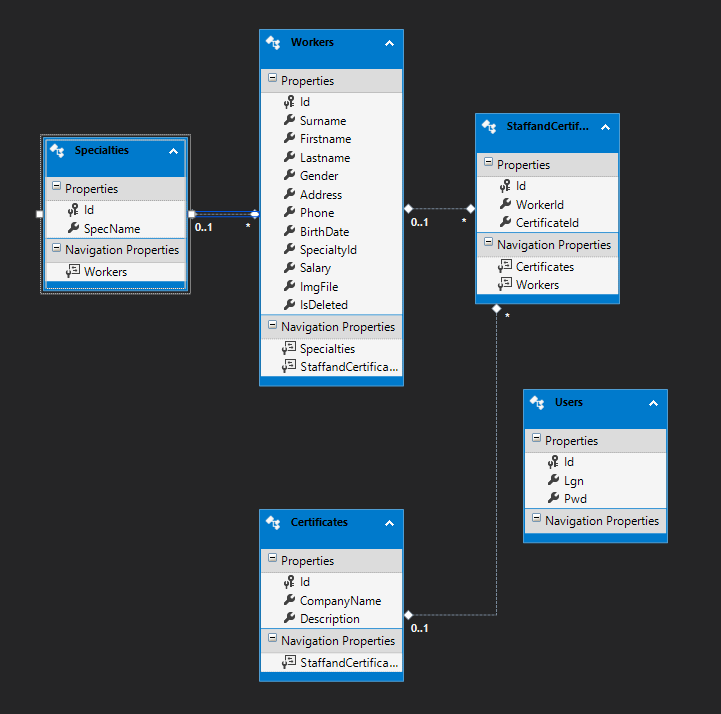 Workers
Properties
Id
Surname
Firstname
Lastname
Gender
Address
Phone
BirthDate
SpecialtyId
Salary
ImgFile
IsDeleted
Navigation Properties
Specialties
StaffandCertifica...
Specialties
Properties
Id
SpecName
Navigation Properties
Workers
0..1
*
StaffandCertif...
Properties
Id
WorkerId
CertificateId
Navigation Properties
Certificates
Workers
0..1
*
*
Users
Properties
Id
Lgn
Pwd
Navigation Properties
Certificates
Properties
Id
CompanyName
Description
Navigation Properties
StaffandCertifica...
0..1